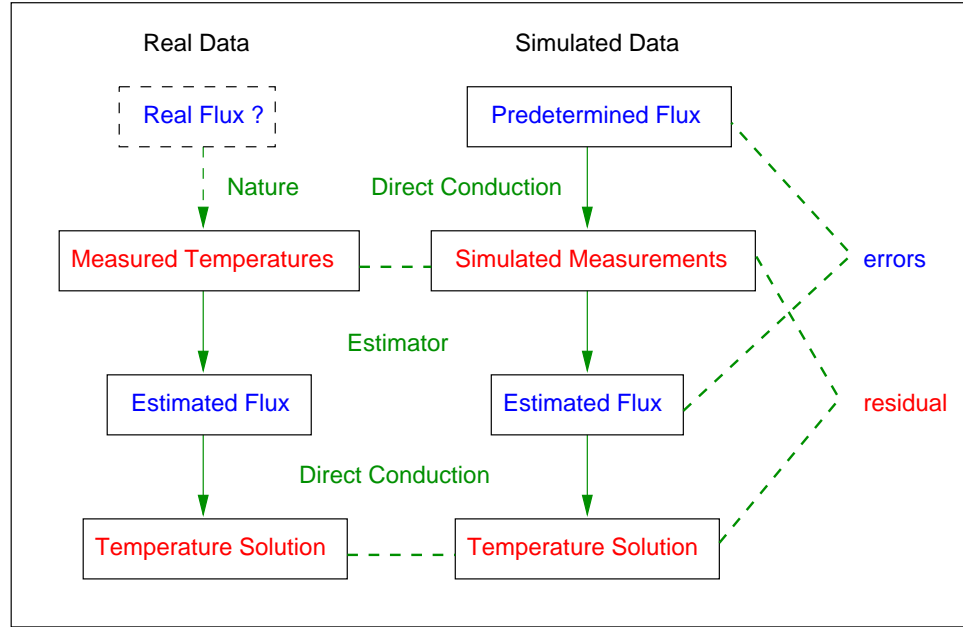 Real Data
Simulated Data
Real Flux ?
Predetermined Flux
Nature
Direct Conduction
Measured Temperatures
Simulated Measurements
errors
Estimator
Estimated Flux
Estimated Flux
residual
Direct Conduction
Temperature Solution
Temperature Solution